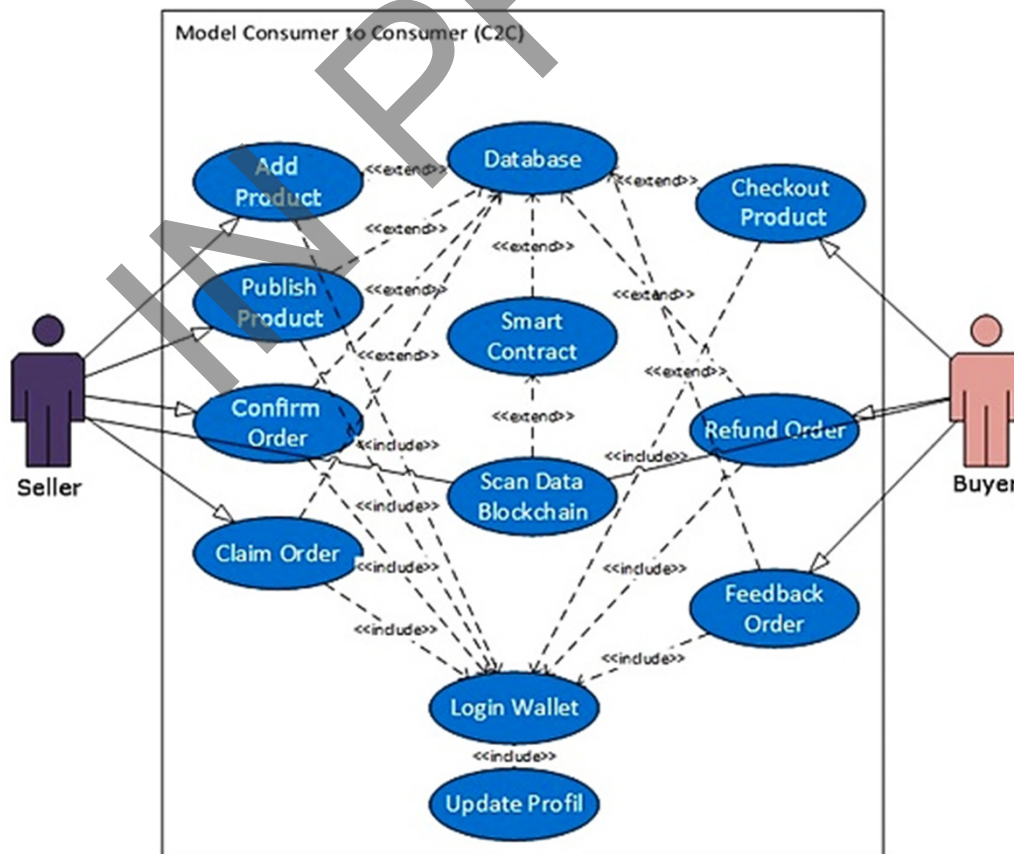 Model Consumer to Consumer (C2C)
IN PR
Add
Product
<<extend>>
Database
<<extend>>
Checkout
Product
<<extend>>
<<extend>>
Publish
Product
<<extend>>
<<extend>>
Smart
Contract
<<extend>>
<<extend>>
Confirm
Order
<<extend>>
Refund Order
<<include>>
<<include>>
Seller
Scan Data
Blockchain
Buyer
<<include>>
Claim Order
<<include>>
<<include>>
Feedback
Order
<<include>>
<<include>>
Login Wallet
<<include>>
Update Profil